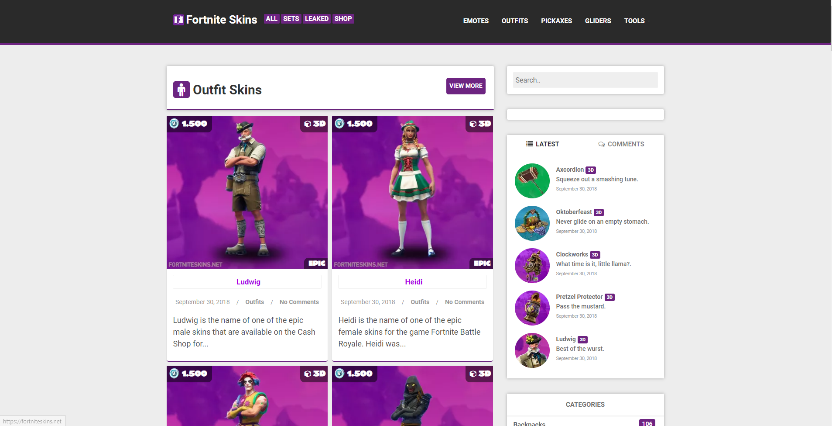 Fortnite Skins ALL SETS LEAKED SHOP
EMOTES OUTFITS PICKAXES GLIDERS TOOLS
Outfit Skins
VIEW MORE
1,500 3D
FORTNITESKINS.NET EPIC
Ludwig
September 30, 2018 / Outfits / No Comments
Ludwig is the name of one of the epic
male skins that are available on the Cash
Shop for...
1,500 3D
EPIC
Heidi
September 30, 2018 / Outfits / No Comments
Heidi is the name of one of the epic
female skins for the game Fortnite Battle
Royale. Heidi was...
1,500 3D
1,500 3D
Search..
LATEST COMMENTS
Axcordion 3D
Squeeze out a smashing tune.
September 30, 2018
Oktoberfeast 3D
Never glide on an empty stomach.
September 30, 2018
Clockworks 3D
What time is it, little flame?.
September 30, 2018
Pretzel Protector 3D
Pass the mustard.
September 30, 2018
Ludwig 3D
Best of the wurst.
September 30, 2018
CATEGORIES
Backpacks 106
https://fortniteskins.net